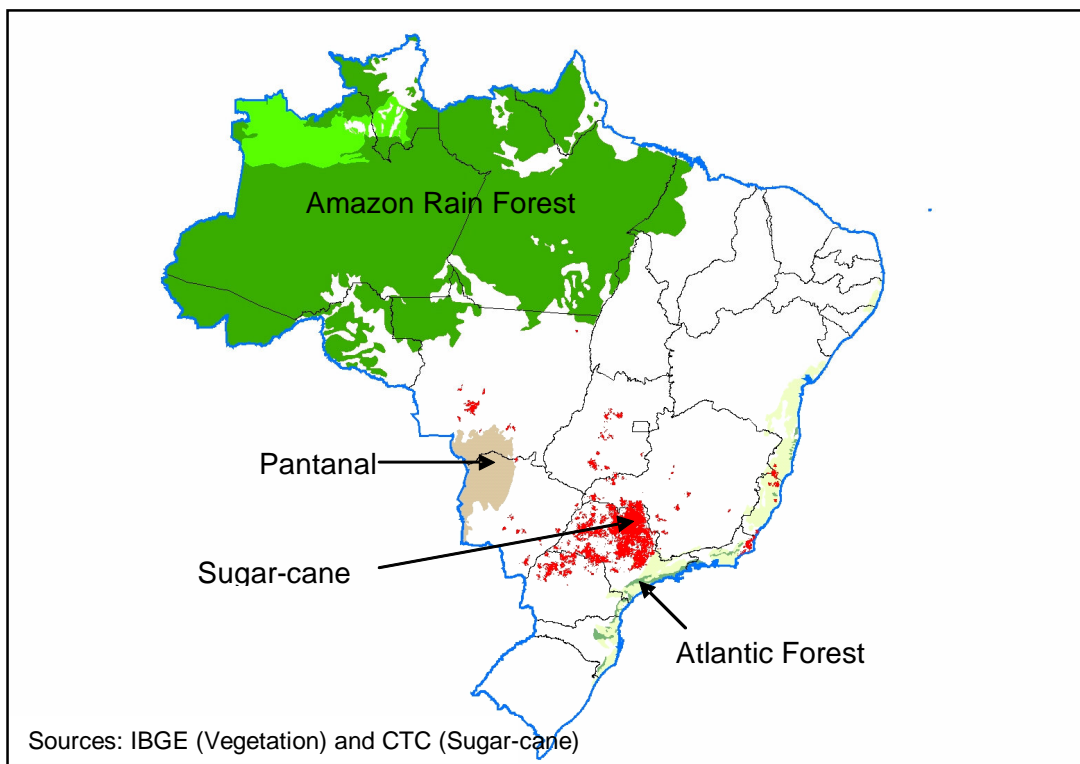 Amazon Rain Forest
Pantanal
Sugar-cane
Atlantic Forest
Sources: IBGE (Vegetation) and CTC (Sugar-cane)